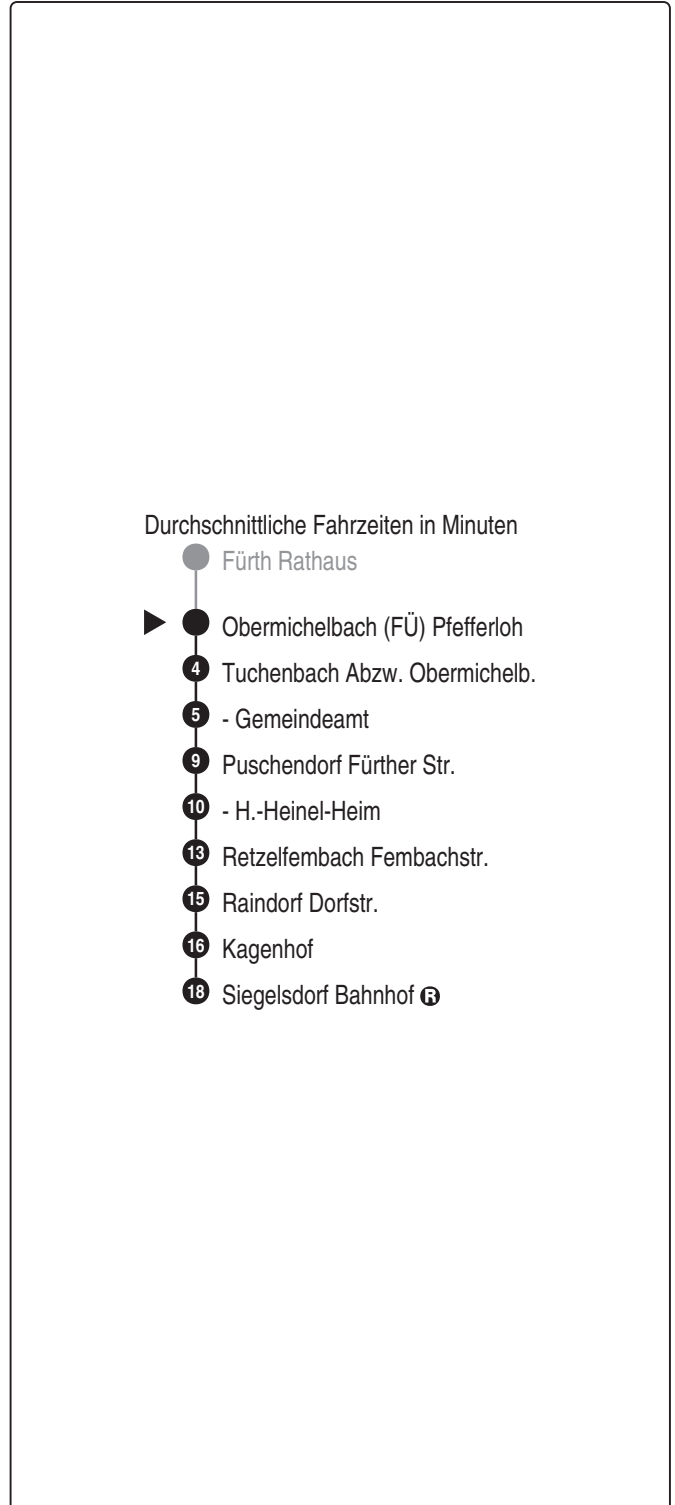 Durchschnittliche Fahrzeiten in Minuten
Fürth Rathaus
Obermichelbach (FÜ) Pfefferloh
4 Tuchenbach Abzw. Obermichelb.
5 - Gemeindeamt
9 Puschendorf Fürther Str.
10 - H.-Heinel-Heim
13 Retzelfembach Fembachstr.
15 Raindorf Dorfstr.
16 Kagenhof
18 Siegelsdorf Bahnhof R